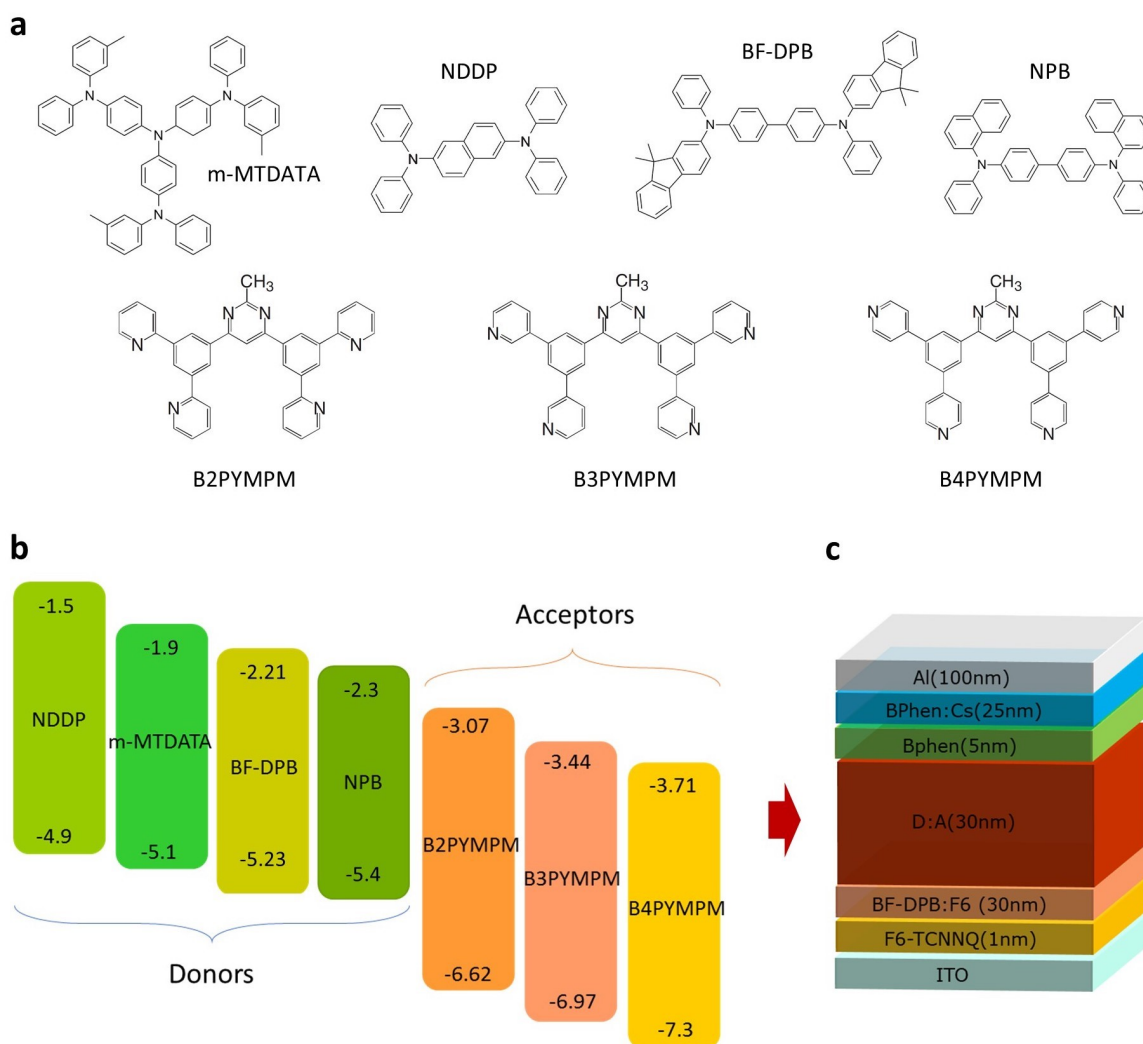 a
m-MTDATA
NDDP
BF-DPB
NPB
N
N
N
N
N
N
N
N
N
N
CH3
N
N
N
N
N
N
B2PYMPM
CH3
N
N
N
N
N
N
B3PYMPM
CH3
N
N
N
N
N
N
B4PYMPM
b
-1.5
NDDP
-4.9
-1.9
m-MTDATA
-5.1
-2.21
BF-DPB
-5.23
-2.3
NPB
-5.4
Donors
Acceptors
-3.07
B2PYMPM
-6.62
-3.44
B3PYMPM
-6.97
-3.71
B4PYMPM
-7.3
c
Al(100nm)
BPhen:Cs(25nm)
Bphen(5nm)
D:A(30nm)
BF-DPB:F6 (30nm)
F6-TCNNQ(1nm)
ITO